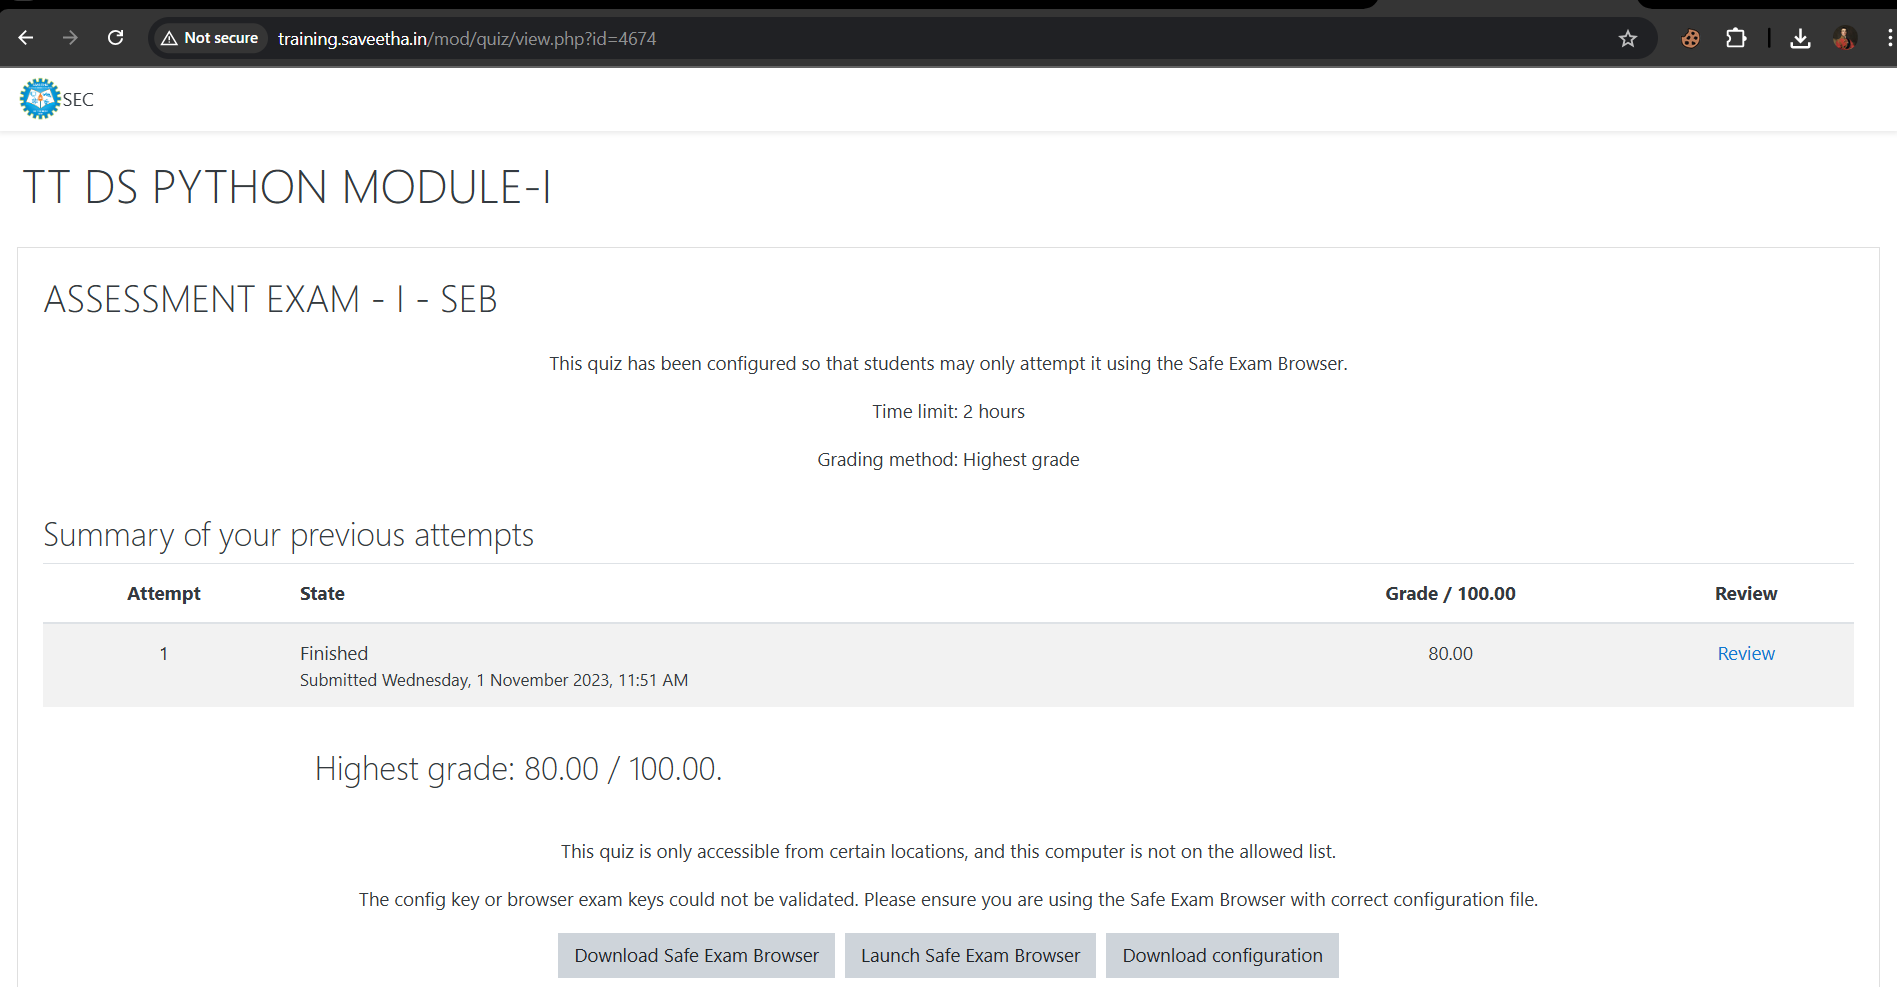 Not secure training.saveetha.in/mod/quiz/view.php?id=4674
SEC
TT DS PYTHON MODULE-I
ASSESSMENT EXAM - I - SEB
This quiz has been configured so that students may only attempt it using the Safe Exam Browser.
Time limit: 2 hours
Grading method: Highest grade
Summary of your previous attempts
Attempt State Grade / 100.00 Review
1 Finished 80.00 Review
Submitted Wednesday, 1 November 2023, 11:51 AM
Highest grade: 80.00 / 100.00.
This quiz is only accessible from certain locations, and this computer is not on the allowed list.
The config key or browser exam keys could not be validated. Please ensure you are using the Safe Exam Browser with correct configuration file.
Download Safe Exam Browser Launch Safe Exam Browser Download configuration